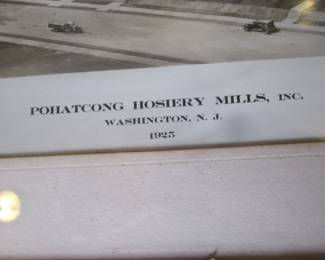 POHATCONG HOSIERY MILLS, INC.
WASHINGTON, N. J.
1925